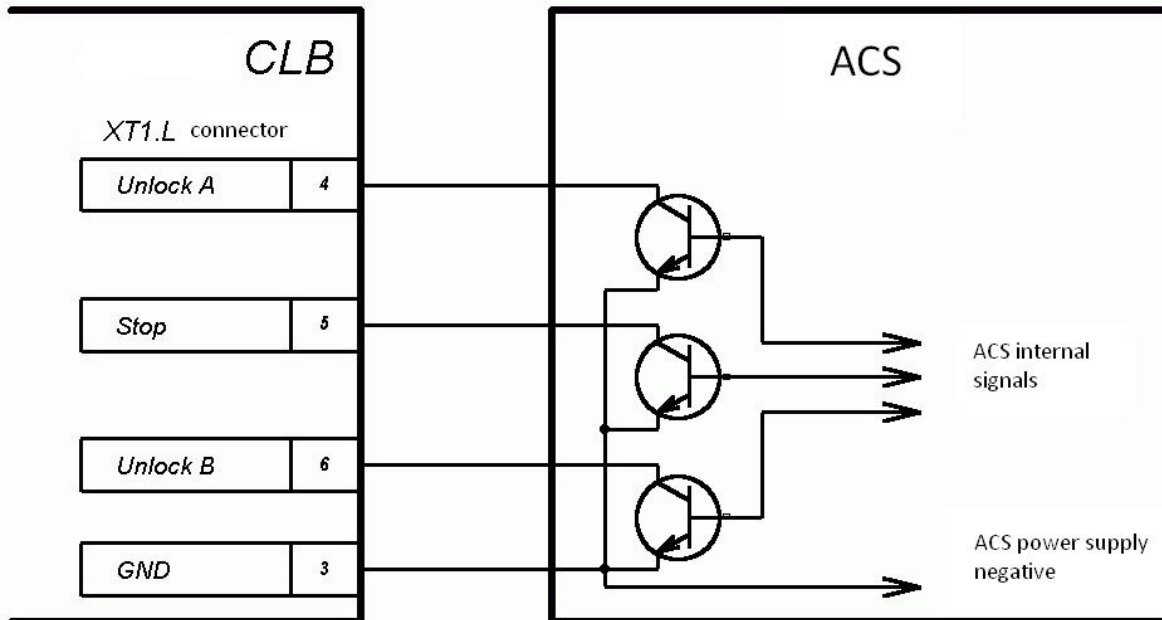 CLB
ACS
XT1.L connector
Unlock A 4
Stop 5
ACS internal
signals
Unlock B 6
ACS power supply
negative
GND 3